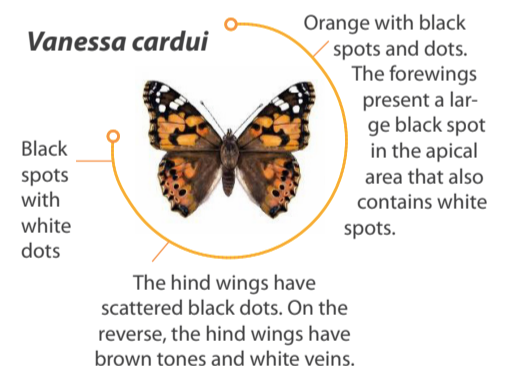 Vanessa cardui
Orange with black
spots and dots.
The forewings
present a lar-
ge black spot
in the apical
area that also
contains white
spots.
Black
spots
with
white
dots
The hind wings have
scattered black dots. On the
reverse, the hind wings have
brown tones and white veins.